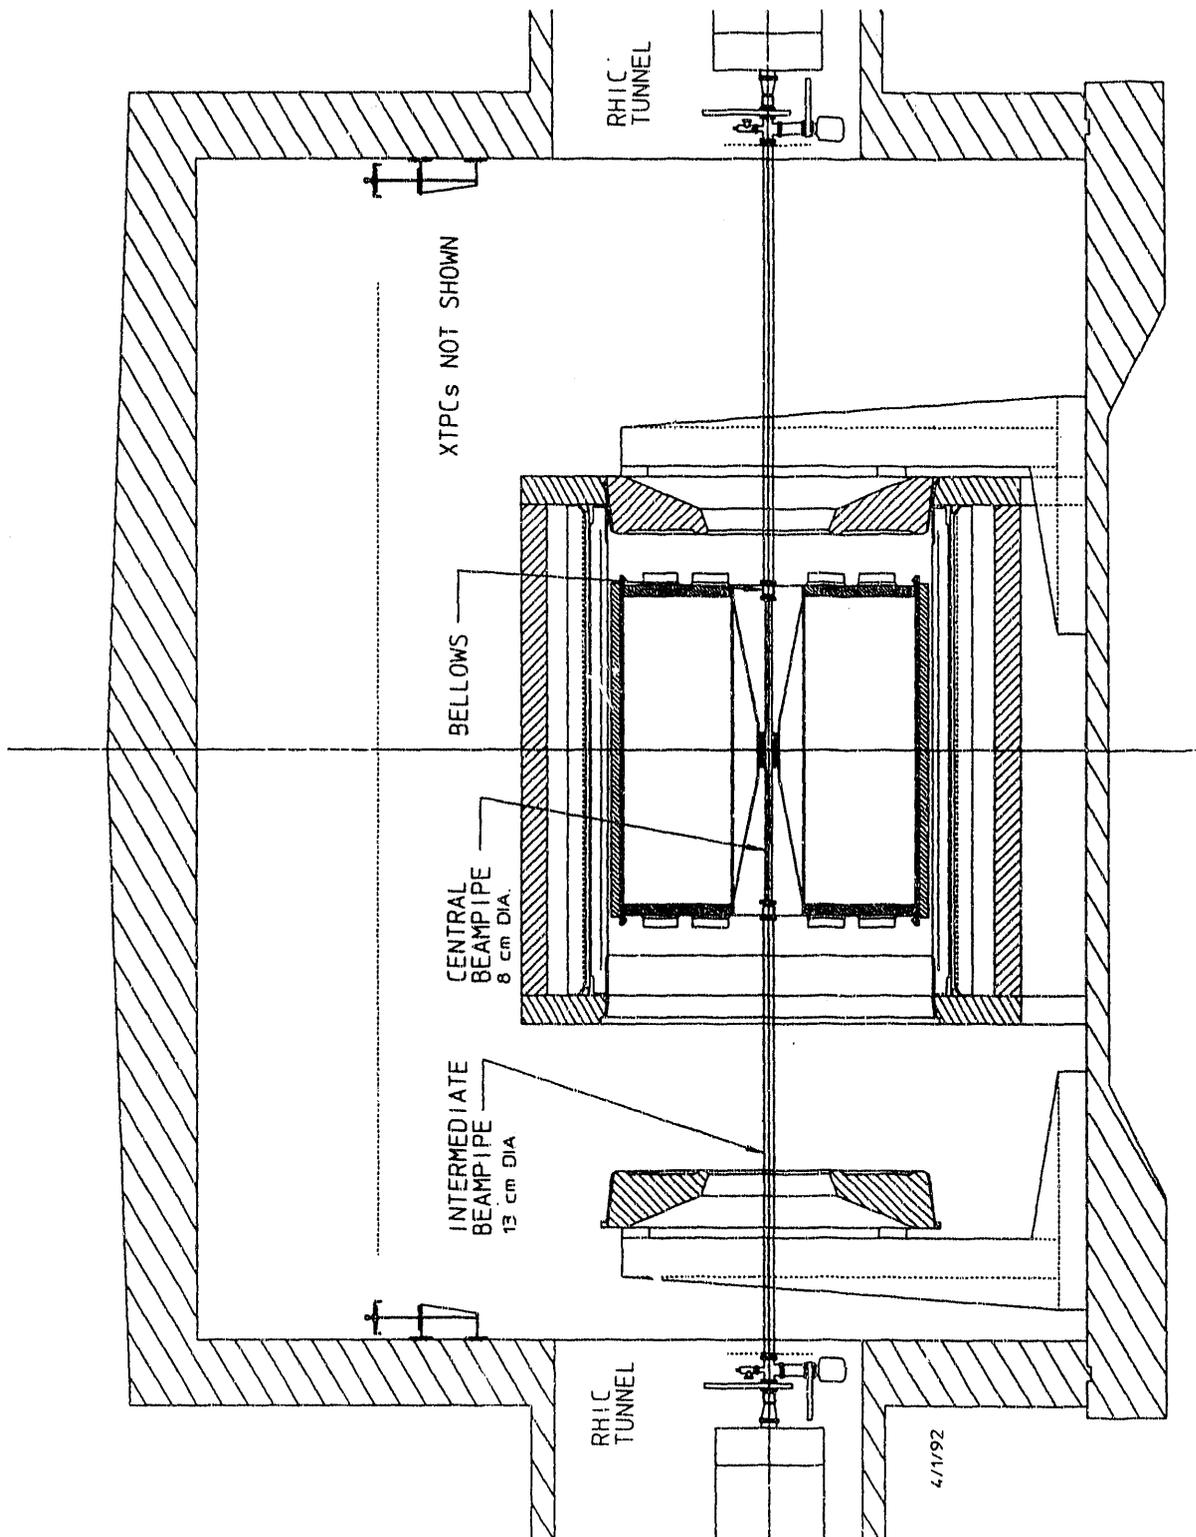 RHIC
TUNNEL
XTPCs NOT SHOWN
BELLOWS
CENTRAL
BEAMPIPE
8 cm DIA.
INTERMEDIATE
BEAMPIPE
13 cm DIA
RHIC
TUNNEL
4/1/92